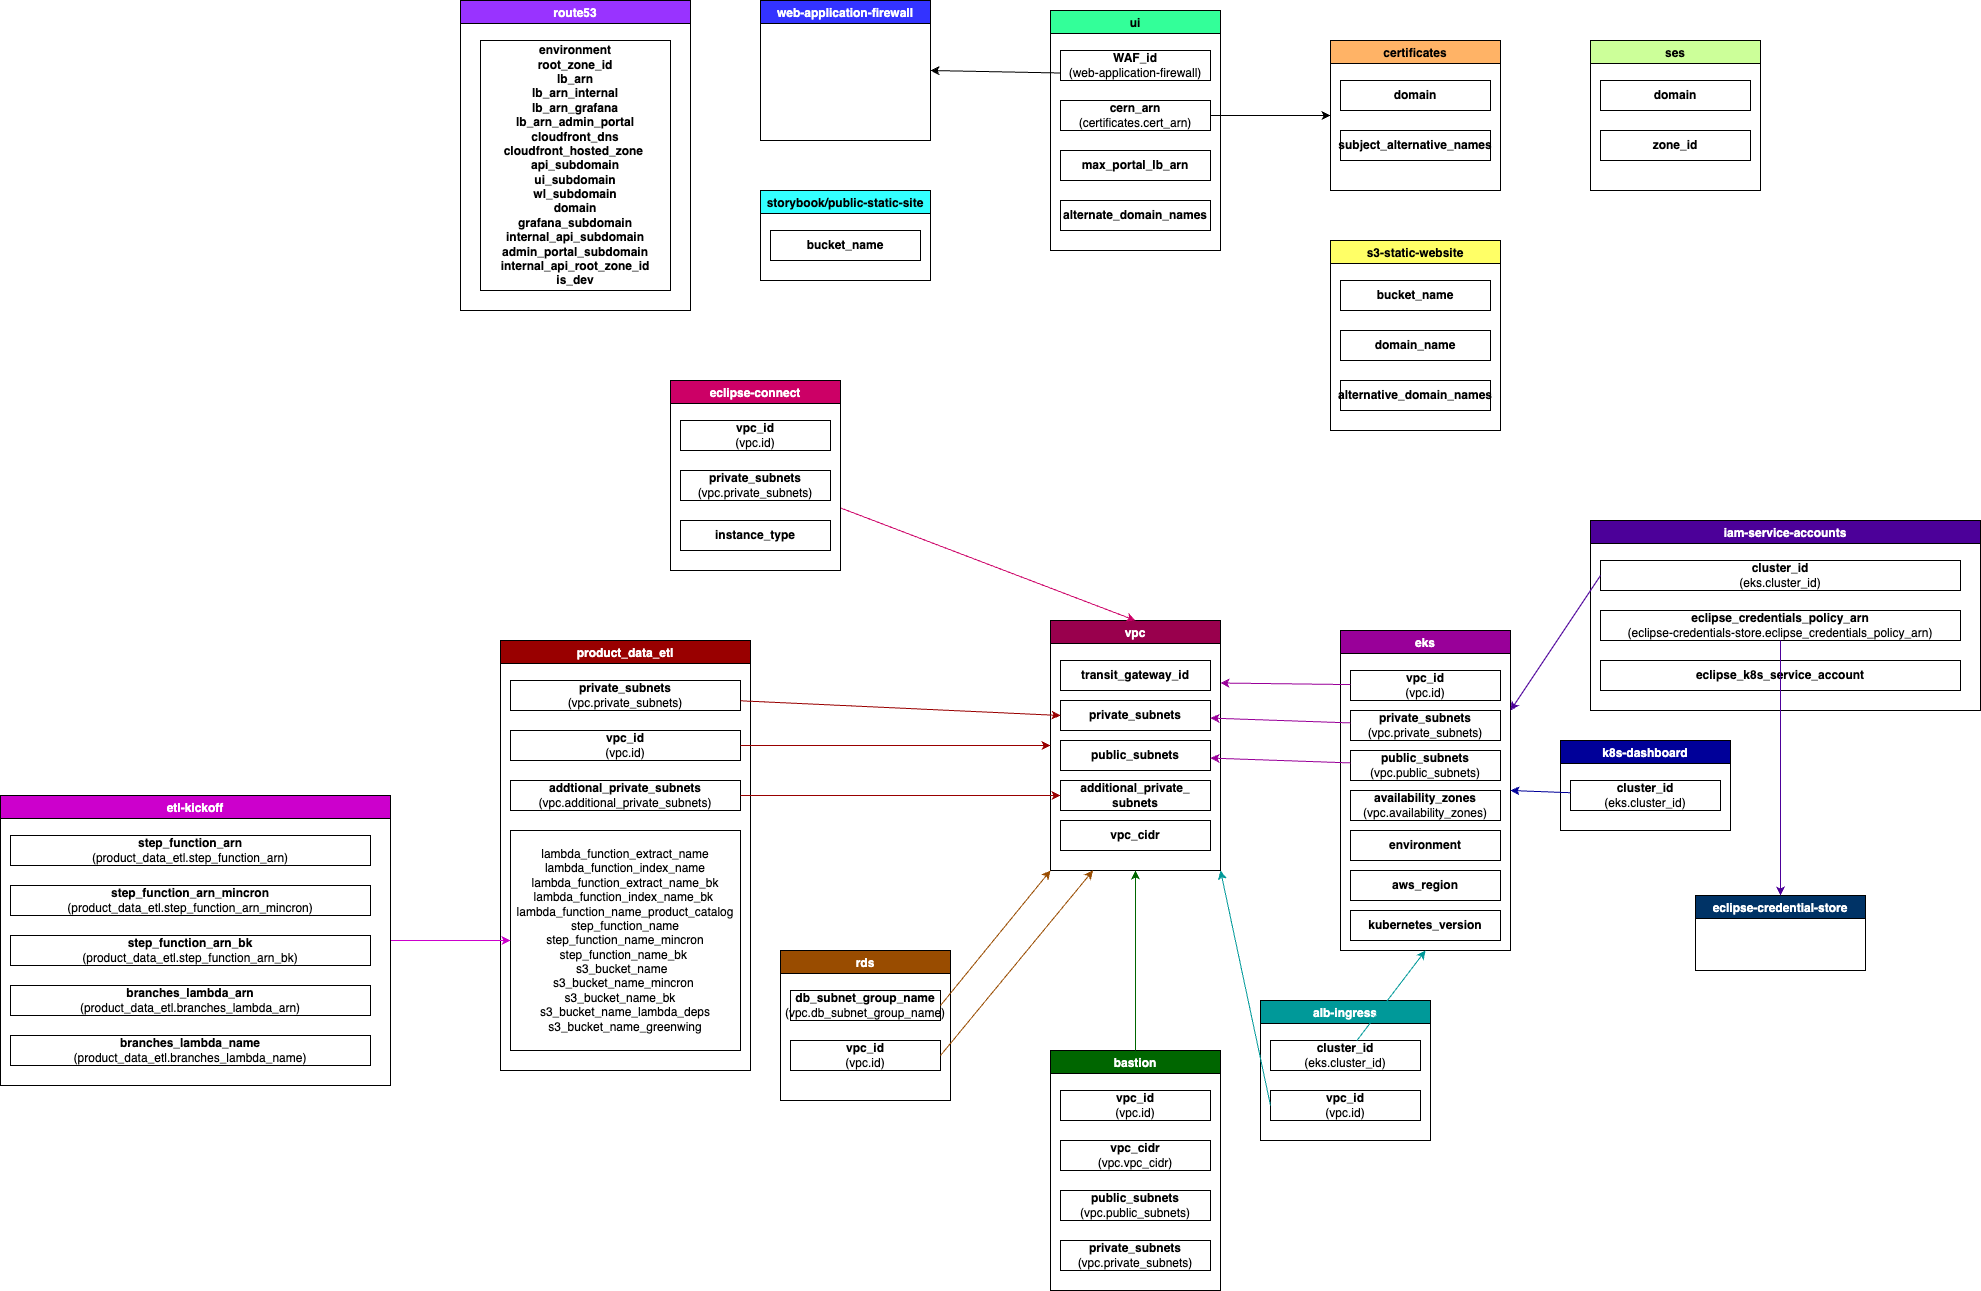 route53
environment
root_zone_id
lb_arn
lb_arn_internal
lb_arn_grafana
lb_arn_admin_portal
cloudfront_dns
cloudfront_hosted_zone
api_subdomain
ui_subdomain
wl_subdomain
domain
grafana_subdomain
internal_api_subdomain
admin_portal_subdomain
internal_api_root_zone_id
is_dev
web-application-firewall
storybook/public-static-site
bucket_name
ui
WAF_id
(web-application-firewall)
cern_arn
(certificates.cert_arn)
max_portal_lb_arn
alternate_domain_names
certificates
domain
subject_alternative_names
ses
domain
zone_id
s3-static-website
bucket_name
domain_name
alternative_domain_names
eclipse-connect
vpc_id
(vpc.id)
private_subnets
(vpc.private_subnets)
instance_type
iam-service-accounts
cluster_id
(eks.cluster_id)
eclipse_credentials_policy_arn
(eclipse-credentials-store.eclipse_credentials_policy_arn)
eclipse_k8s_service_account
product_data_etl
private_subnets
(vpc.private_subnets)
vpc_id
(vpc.id)
addtional_private_subnets
(vpc.additional_private_subnets)
lambda_function_extract_name
lambda_function_index_name
lambda_function_extract_name_bk
lambda_function_index_name_bk
lambda_function_name_product_catalog
step_function_name
step_function_name_mincron
step_function_name_bk
s3_bucket_name
s3_bucket_name_mincron
s3_bucket_name_bk
s3_bucket_name_lambda_deps
s3_bucket_name_greenwing
vpc
transit_gateway_id
private_subnets
public_subnets
additional_private_
subnets
vpc_cidr
eks
vpc_id
(vpc.id)
private_subnets
(vpc.private_subnets)
public_subnets
(vpc.public_subnets)
availability_zones
(vpc.availability_zones)
environment
aws_region
kubernetes_version
k8s-dashboard
cluster_id
(eks.cluster_id)
etl-kickoff
step_function_arn
(product_data_etl.step_function_arn)
step_function_arn_mincron
(product_data_etl.step_function_arn_mincron)
step_function_arn_bk
(product_data_etl.step_function_arn_bk)
branches_lambda_arn
(product_data_etl.branches_lambda_arn)
branches_lambda_name
(product_data_etl.branches_lambda_name)
eclipse-credential-store
rds
db_subnet_group_name
(vpc.db_subnet_group_name)
vpc_id
(vpc.id)
alb-ingress
cluster_id
(eks.cluster_id)
vpc_id
(vpc.id)
bastion
vpc_id
(vpc.id)
vpc_cidr
(vpc.vpc_cidr)
public_subnets
(vpc.public_subnets)
private_subnets
(vpc.private_subnets)